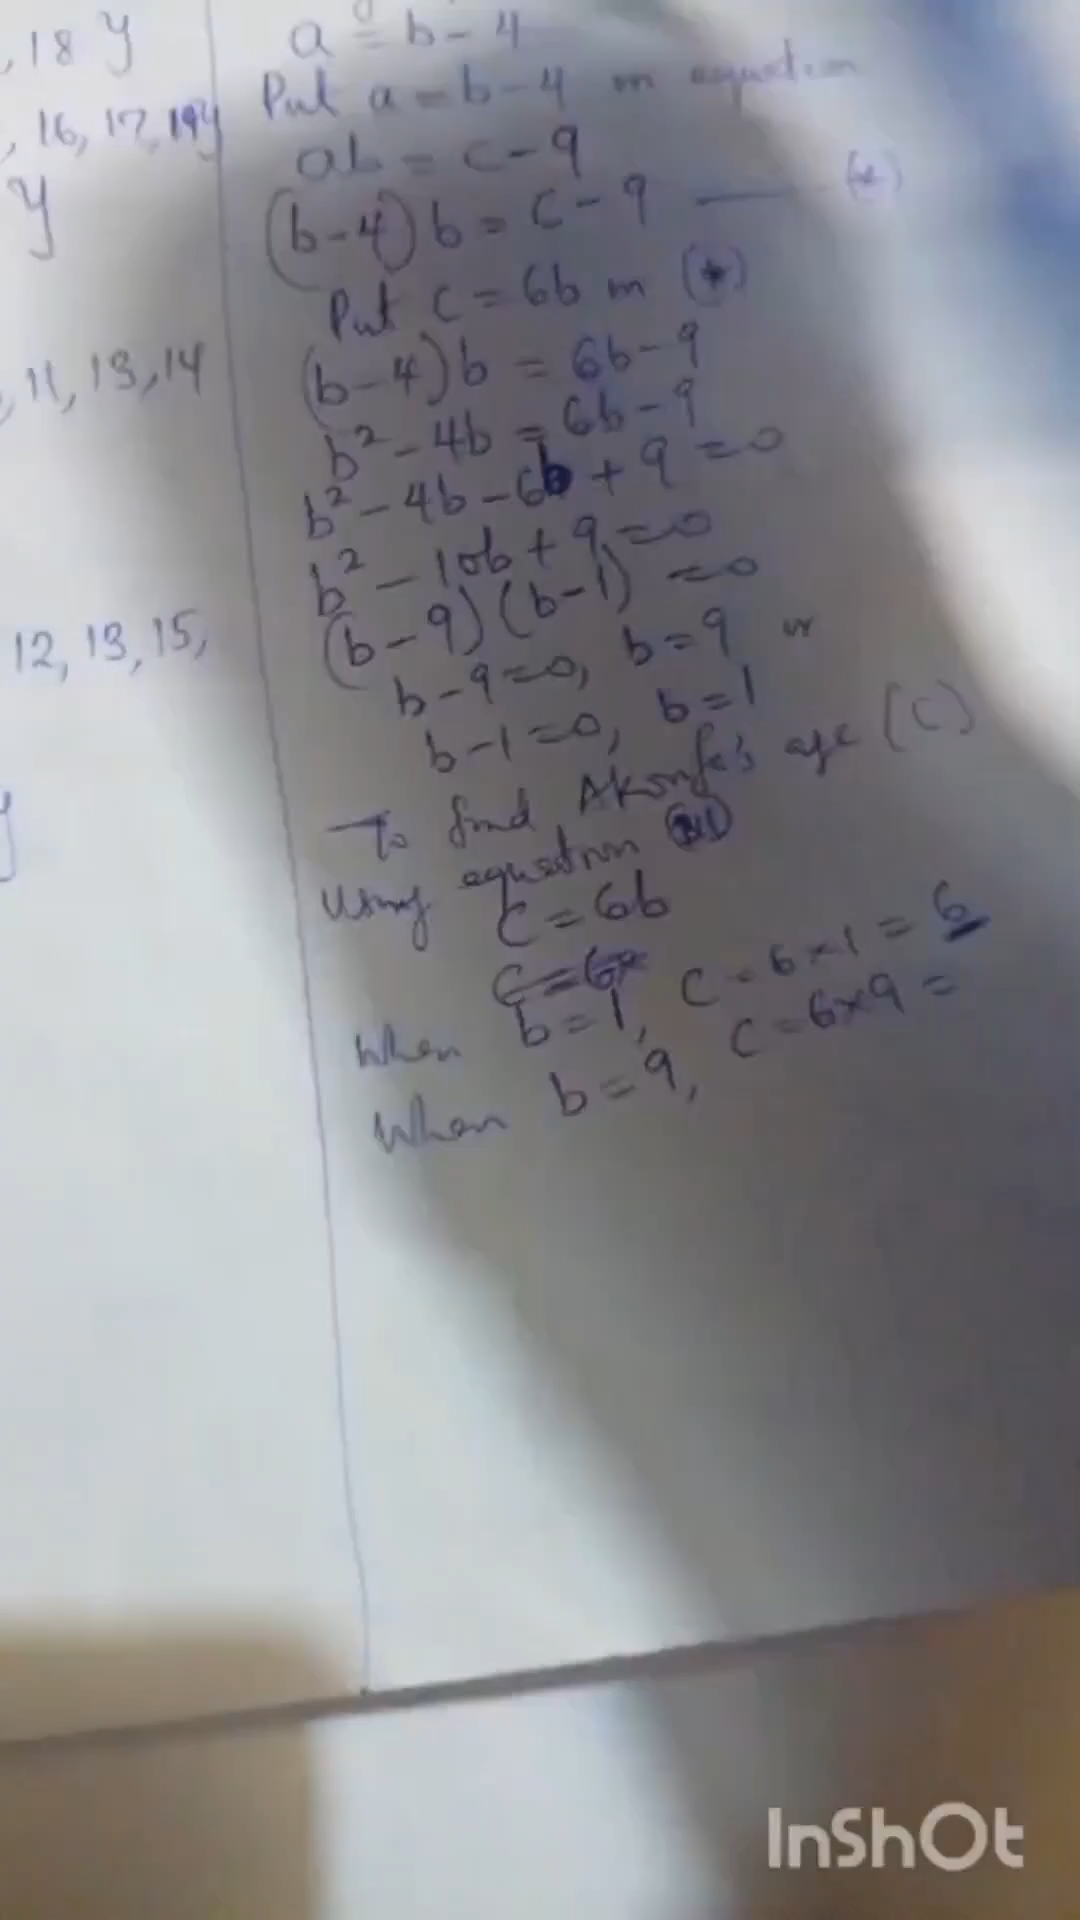 , 18 y
, 16, 17, 19y
y
, 11, 13, 14
12, 13, 15,
y
a = b - 4
Put a = b - 4 in equation
ab = c - 9
(b - 4) b = c - 9 —— (*)
Put c = 6b in (*)
(b - 4) b = 6b - 9
b² - 4b = 6b - 9
b² - 4b - 6b + 9 = 0
b² - 10b + 9 = 0
(b - 9) (b - 1) = 0
b - 9 = 0, b = 9 or
b - 1 = 0, b = 1
To find Akonfe's age (C)
Using equation
C = 6b
C = 6x
When b = 1, C = 6 × 1 = 6
When b = 9, C = 6 × 9 =
InShOt